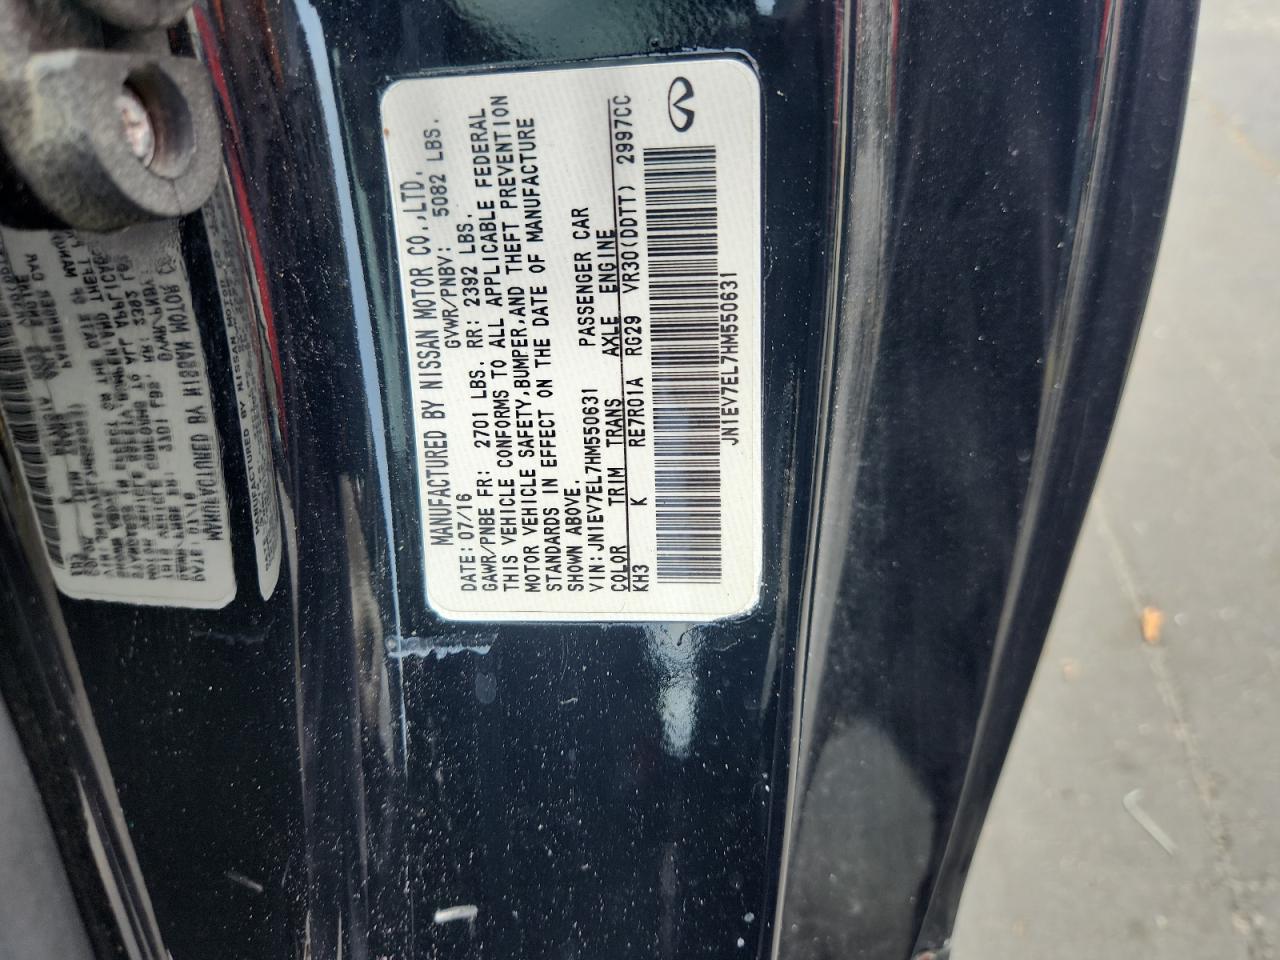 MANUFACTURED BY NISSAN MOTOR CO.,LTD.
DATE: 07/16 GVWR/PNBV: 5082 LBS.
GAWR/PNBE FR: 2701 LBS. RR: 2392 LBS.
THIS VEHICLE CONFORMS TO ALL APPLICABLE FEDERAL
MOTOR VEHICLE SAFETY,BUMPER,AND THEFT PREVENTION
STANDARDS IN EFFECT ON THE DATE OF MANUFACTURE
SHOWN ABOVE.
VIN: JN1EV7EL7HM550631 PASSENGER CAR
COLOR TRIM TRANS AXLE ENGINE
KH3 K RE7R01A RG29 VR30(DDTT) 2997CC
JN1EV7EL7HM550631